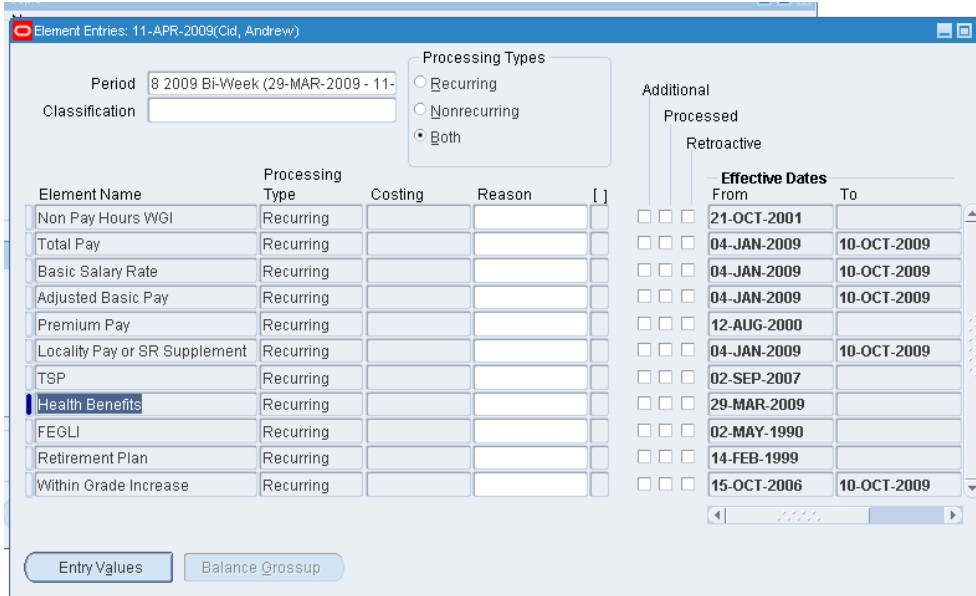 Element Entries: 11-APR-2009(Cid, Andrew)
Processing Types
Period 8 2009 Bi-Week (29-MAR-2009 - 11- Recurring
Additional
Classification Nonrecurring
Processed
Both
Retroactive
Processing Effective Dates
Element Name Type Costing Reason [ ] From To
Non Pay Hours WGI Recurring 21-OCT-2001
Total Pay Recurring 04-JAN-2009 10-OCT-2009
Basic Salary Rate Recurring 04-JAN-2009 10-OCT-2009
Adjusted Basic Pay Recurring 04-JAN-2009 10-OCT-2009
Premium Pay Recurring 12-AUG-2000
Locality Pay or SR Supplement Recurring 04-JAN-2009 10-OCT-2009
TSP Recurring 02-SEP-2007
Health Benefits Recurring 29-MAR-2009
FEGLI Recurring 02-MAY-1990
Retirement Plan Recurring 14-FEB-1999
Within Grade Increase Recurring 15-OCT-2006 10-OCT-2009
Entry Values Balance Grossup